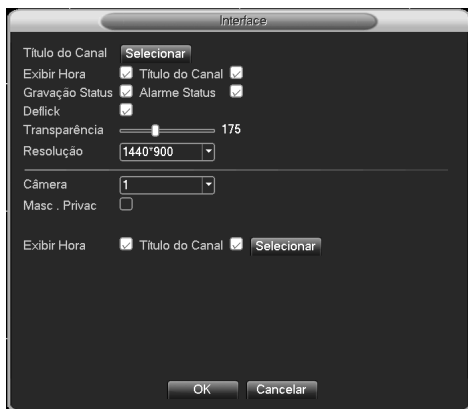 Interface
Título do Canal Selecionar
Exibir Hora Título do Canal
Gravação Status Alarme Status
Deflick
Transparência 175
Resolução 1440*900
Câmera 1
Masc . Privac
Exibir Hora Título do Canal Selecionar
OK Cancelar